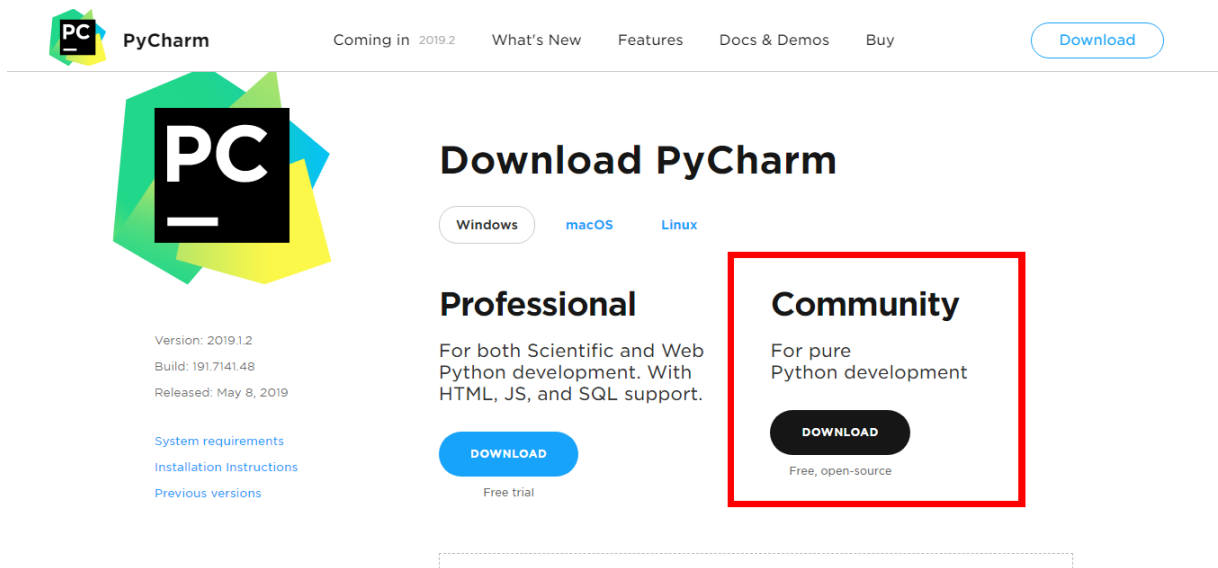 PC
PyCharm
Coming in 2019.2
What's New
Features
Docs & Demos
Buy
Download
PC
Download PyCharm
Windows
macOS
Linux
Version: 2019.1.2
Build: 191.7141.48
Released: May 8, 2019
System requirements
Installation Instructions
Previous versions
Professional
For both Scientific and Web
Python development. With
HTML, JS, and SQL support.
DOWNLOAD
Free trial
Community
For pure
Python development
DOWNLOAD
Free, open-source